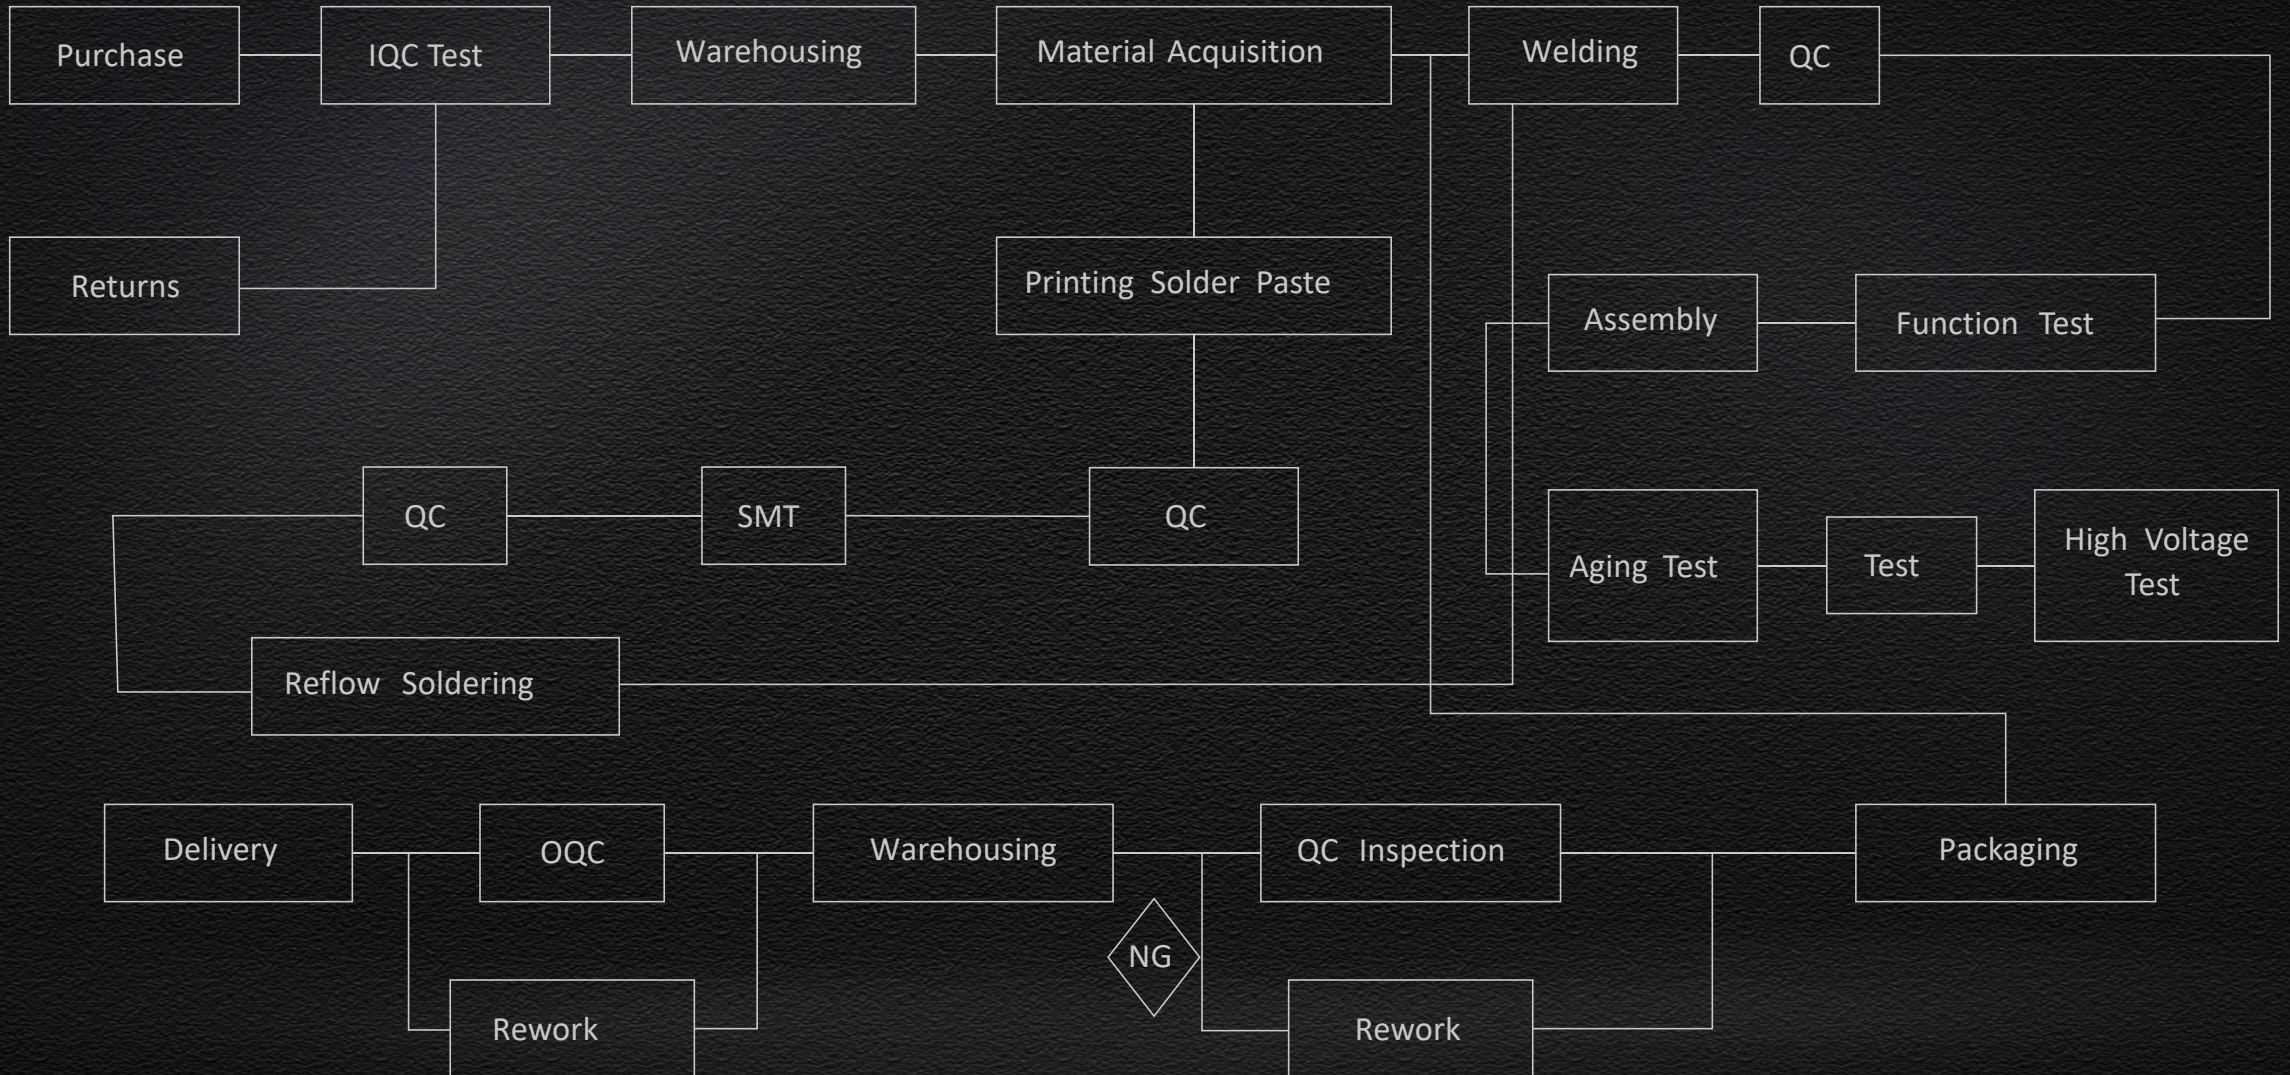 Purchase
IQC Test
Warehousing
Material Acquisition
Welding
QC
Returns
Printing Solder Paste
Assembly
Function Test
QC
SMT
QC
Aging Test
Test
High Voltage
Test
Reflow Soldering
Delivery
OQC
Warehousing
QC Inspection
Packaging
NG
Rework
Rework